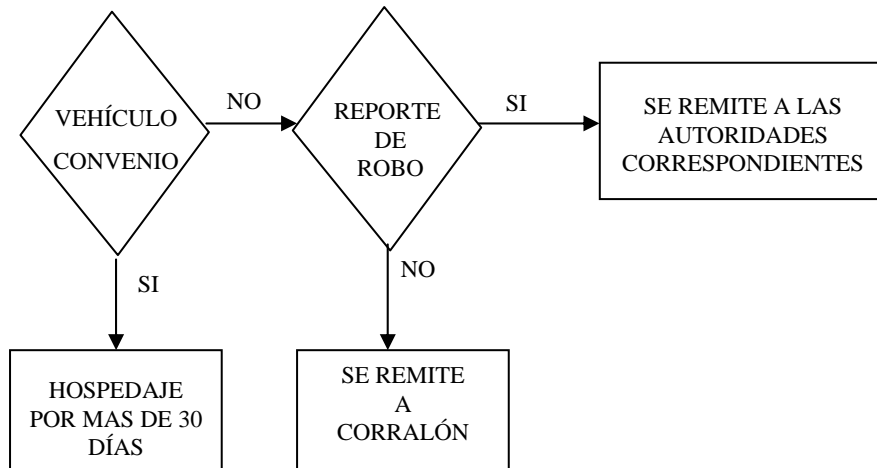 VEHÍCULO
CONVENIO
NO
REPORTE
DE
ROBO
SI
SE REMITE A LAS
AUTORIDADES
CORRESPONDIENTES
SI
NO
HOSPEDAJE
POR MAS DE 30
DÍAS
SE REMITE
A
CORRALÓN